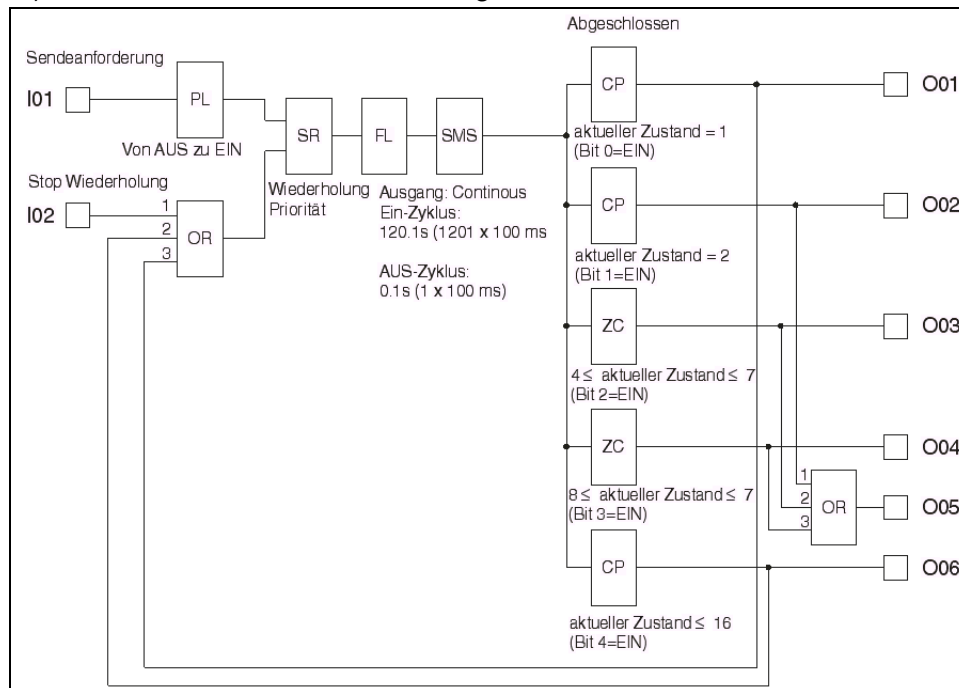 Abgeschlossen
Sendeanforderung
I01
PL
Von AUS zu EIN
SR
Wiederholung
Priorität
FL
SMS
Ausgang: Continous
Ein-Zyklus:
120.1s (1201 x 100 ms
AUS-Zyklus:
0.1s (1 x 100 ms)
Stop Wiederholung
I02
1
2
3
OR
CP
aktueller Zustand = 1
(Bit 0=EIN)
O01
CP
aktueller Zustand = 2
(Bit 1=EIN)
O02
ZC
4 ≤ aktueller Zustand ≤ 7
(Bit 2=EIN)
O03
ZC
8 ≤ aktueller Zustand ≤ 7
(Bit 3=EIN)
O04
1
2
3
OR
O05
CP
aktueller Zustand ≤ 16
(Bit 4=EIN)
O06